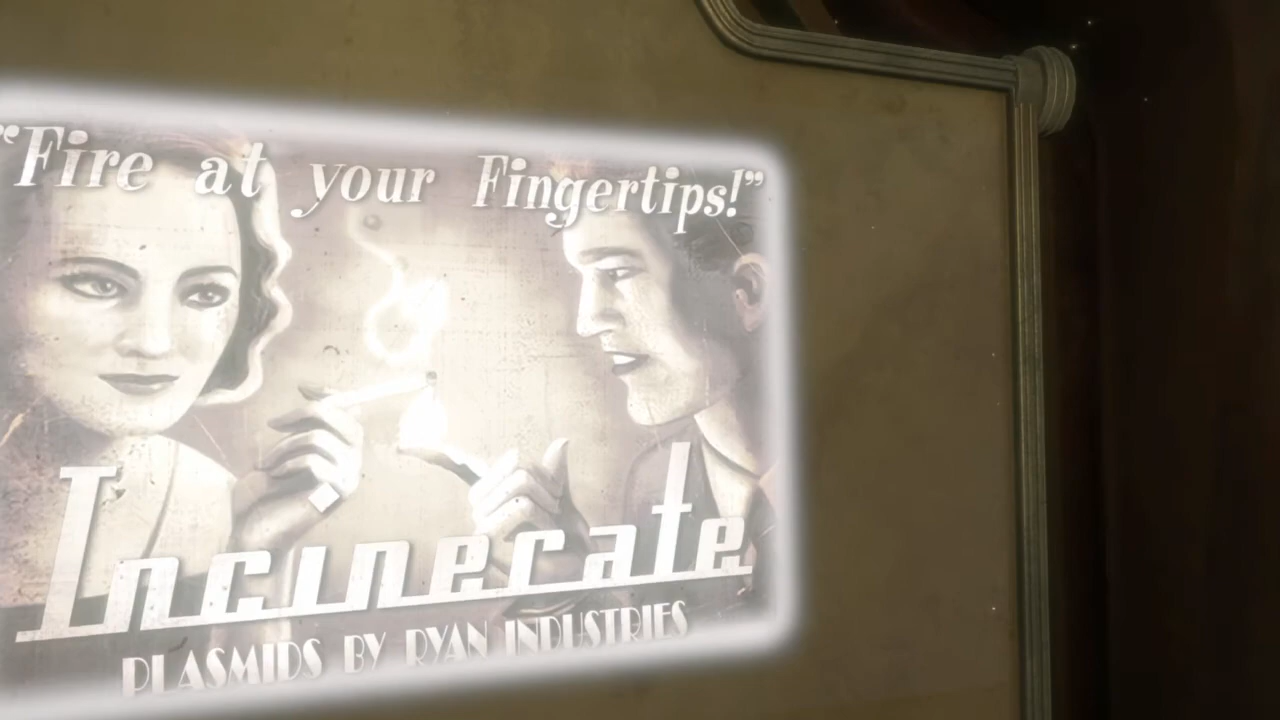 “Fire at your Fingertips!”
Incinerate
PLASMIDS BY RYAN INDUSTRIES